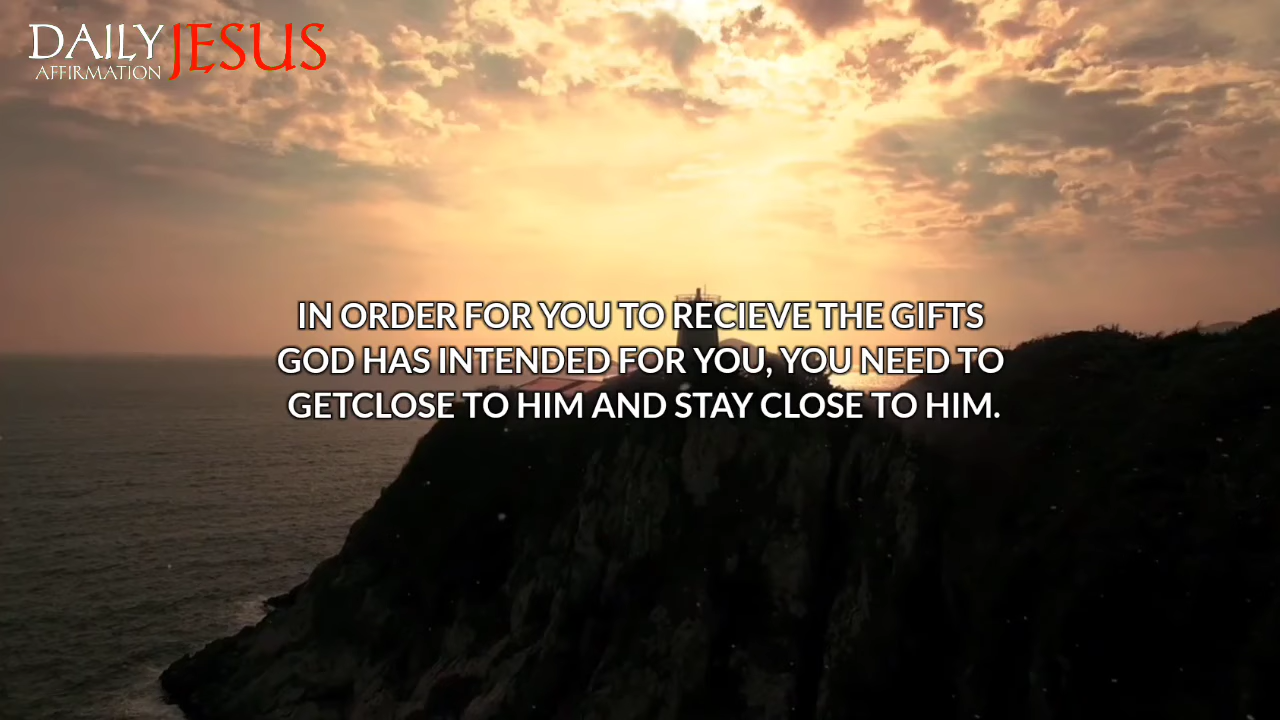 DAILY JESUS
AFFIRMATION
IN ORDER FOR YOU TO RECIEVE THE GIFTS
GOD HAS INTENDED FOR YOU, YOU NEED TO
GETCLOSE TO HIM AND STAY CLOSE TO HIM.